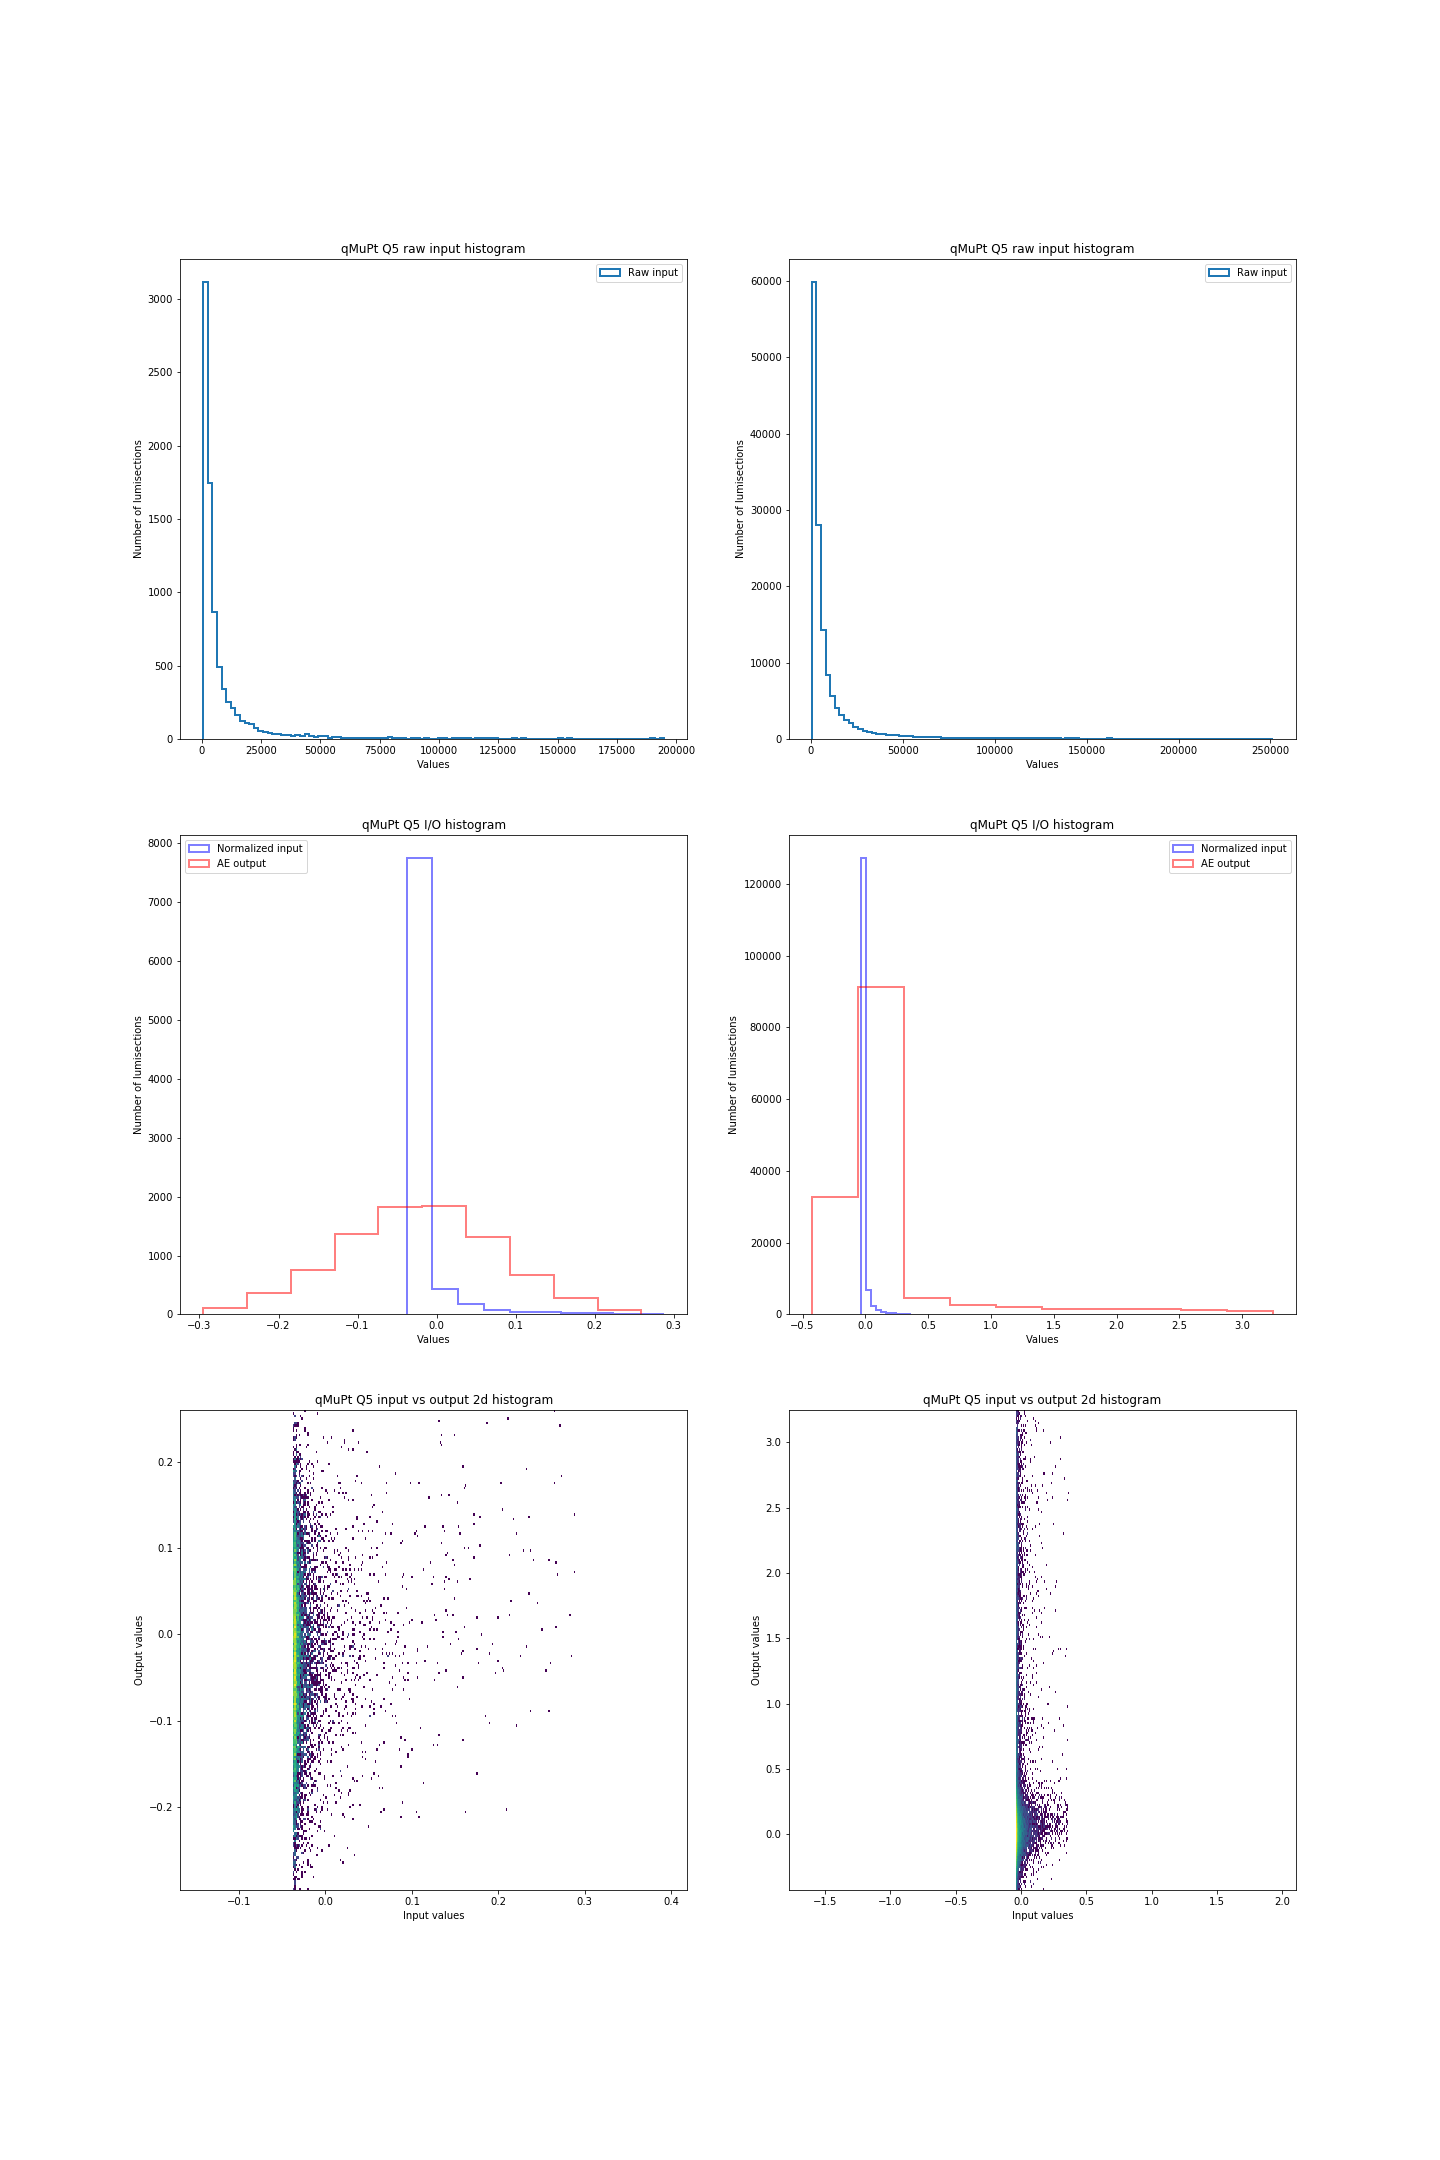 qMuPt Q5 raw input histogram
Raw input
3000
2500
2000
1500
1000
500
0
Number of lumisections
0 25000 50000 75000 100000 125000 150000 175000 200000
Values
qMuPt Q5 raw input histogram
Raw input
60000
50000
40000
30000
20000
10000
0
Number of lumisections
0 50000 100000 150000 200000 250000
Values
qMuPt Q5 I/O histogram
Normalized input
AE output
8000
7000
6000
5000
4000
3000
2000
1000
0
Number of lumisections
−0.3 −0.2 −0.1 0.0 0.1 0.2 0.3
Values
qMuPt Q5 I/O histogram
Normalized input
AE output
120000
100000
80000
60000
40000
20000
0
Number of lumisections
−0.5 0.0 0.5 1.0 1.5 2.0 2.5 3.0
Values
qMuPt Q5 input vs output 2d histogram
0.2
0.1
0.0
−0.1
−0.2
Output values
−0.1 0.0 0.1 0.2 0.3 0.4
Input values
qMuPt Q5 input vs output 2d histogram
3.0
2.5
2.0
1.5
1.0
0.5
0.0
Output values
−1.5 −1.0 −0.5 0.0 0.5 1.0 1.5 2.0
Input values